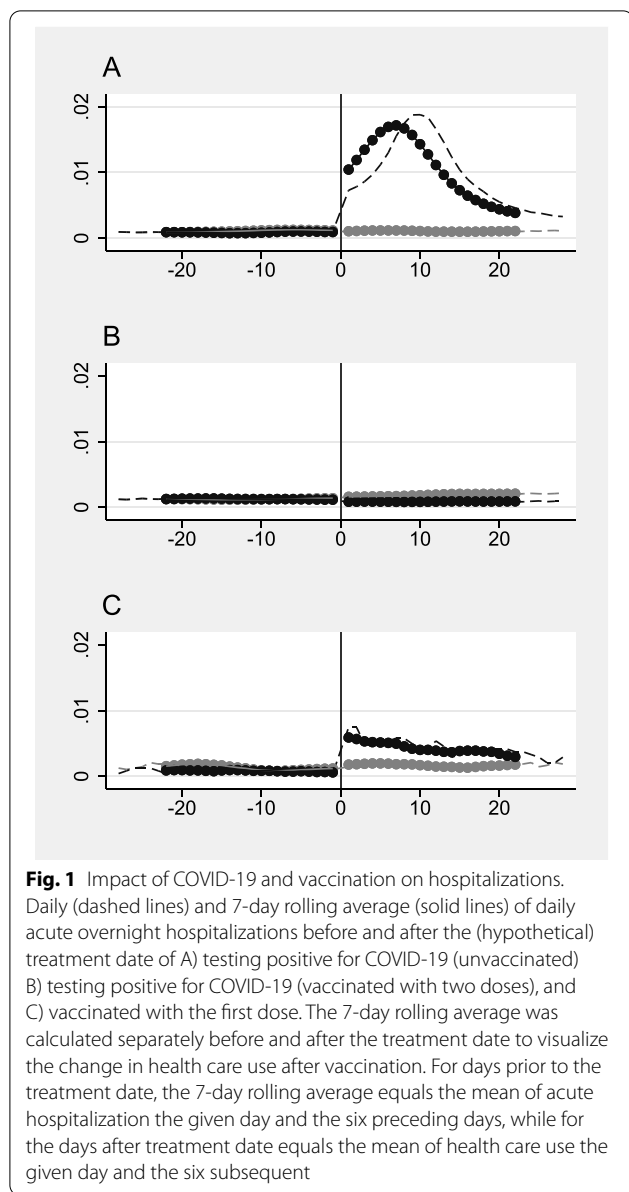 A
.02
.01
0
-20 -10 0 10 20
B
.02
.01
0
-20 -10 0 10 20
C
.02
.01
0
-20 -10 0 10 20
Fig. 1 Impact of COVID-19 and vaccination on hospitalizations.
Daily (dashed lines) and 7-day rolling average (solid lines) of daily
acute overnight hospitalizations before and after the (hypothetical)
treatment date of A) testing positive for COVID-19 (unvaccinated)
B) testing positive for COVID-19 (vaccinated with two doses), and
C) vaccinated with the first dose. The 7-day rolling average was
calculated separately before and after the treatment date to visualize
the change in health care use after vaccination. For days prior to the
treatment date, the 7-day rolling average equals the mean of acute
hospitalization the given day and the six preceding days, while for
the days after treatment date equals the mean of health care use the
given day and the six subsequent